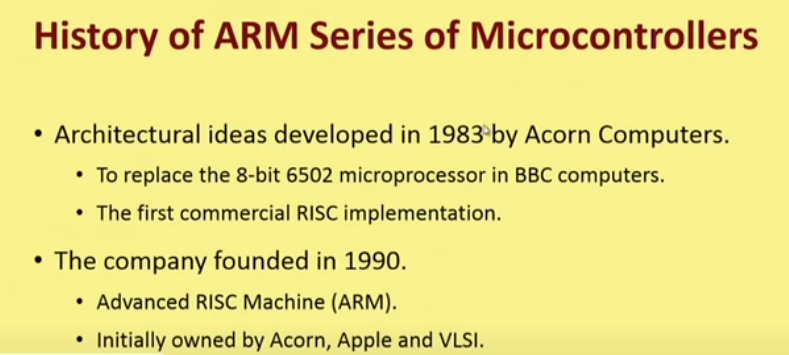 History of ARM Series of Microcontrollers
• Architectural ideas developed in 1983 by Acorn Computers.
• To replace the 8-bit 6502 microprocessor in BBC computers.
• The first commercial RISC implementation.
• The company founded in 1990.
• Advanced RISC Machine (ARM).
• Initially owned by Acorn, Apple and VLSI.